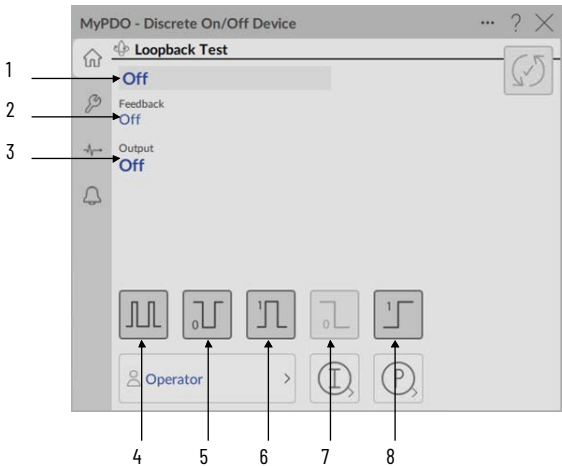 MyPDO - Discrete On/Off Device ... ?
Loopback Test
1
Off
2
Feedback
Off
3
Output
Off
0
1
0
1
Operator
I
P
4 5 6 7 8